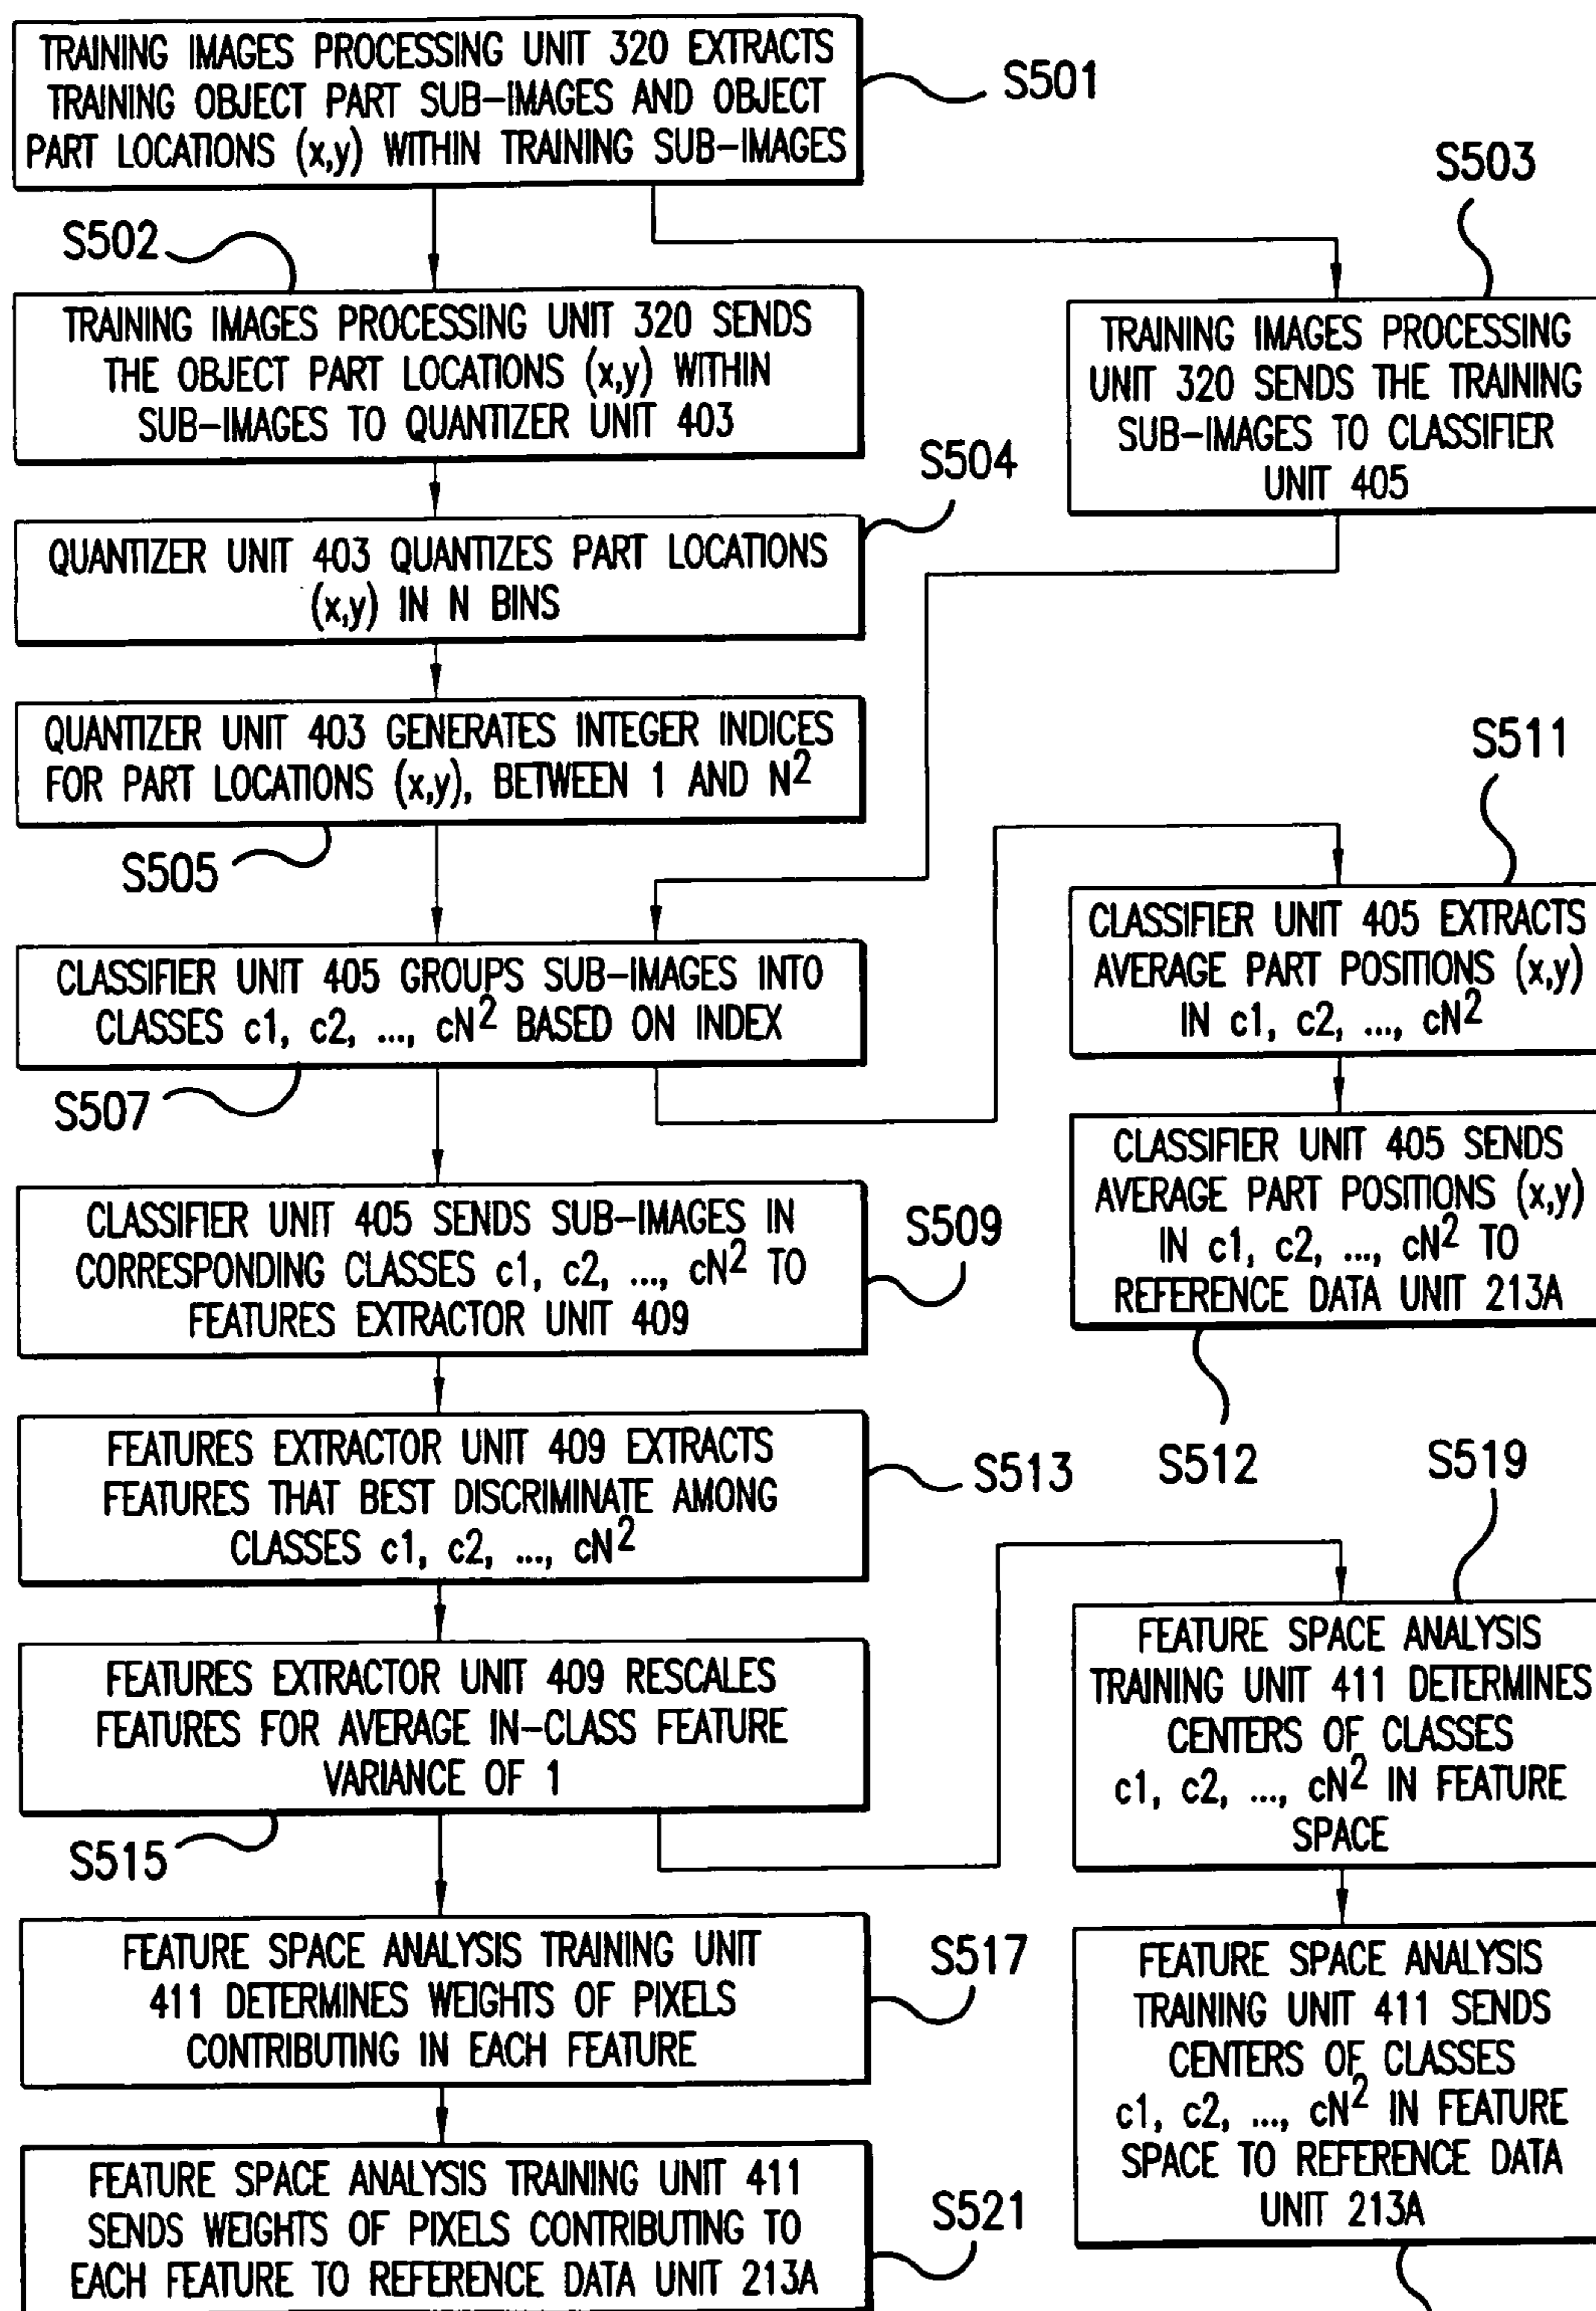 TRAINING IMAGES PROCESSING UNIT 320 EXTRACTS
TRAINING OBJECT PART SUB-IMAGES AND OBJECT
PART LOCATIONS (x,y) WITHIN TRAINING SUB-IMAGES
S501
S503
S502
TRAINING IMAGES PROCESSING UNIT 320 SENDS
THE OBJECT PART LOCATIONS (x,y) WITHIN
SUB-IMAGES TO QUANTIZER UNIT 403
TRAINING IMAGES PROCESSING
UNIT 320 SENDS THE TRAINING
SUB-IMAGES TO CLASSIFIER
UNIT 405
S504
QUANTIZER UNIT 403 QUANTIZES PART LOCATIONS
(x,y) IN N BINS
QUANTIZER UNIT 403 GENERATES INTEGER INDICES
FOR PART LOCATIONS (x,y), BETWEEN 1 AND N²
S505
S511
CLASSIFIER UNIT 405 GROUPS SUB-IMAGES INTO
CLASSES c1, c2, ..., cN² BASED ON INDEX
S507
CLASSIFIER UNIT 405 EXTRACTS
AVERAGE PART POSITIONS (x,y)
IN c1, c2, ..., cN²
CLASSIFIER UNIT 405 SENDS
AVERAGE PART POSITIONS (x,y)
IN c1, c2, ..., cN² TO
REFERENCE DATA UNIT 213A
S512
CLASSIFIER UNIT 405 SENDS SUB-IMAGES IN
CORRESPONDING CLASSES c1, c2, ..., cN² TO
FEATURES EXTRACTOR UNIT 409
S509
FEATURES EXTRACTOR UNIT 409 EXTRACTS
FEATURES THAT BEST DISCRIMINATE AMONG
CLASSES c1, c2, ..., cN²
S513
S519
FEATURES EXTRACTOR UNIT 409 RESCALES
FEATURES FOR AVERAGE IN-CLASS FEATURE
VARIANCE OF 1
S515
FEATURE SPACE ANALYSIS
TRAINING UNIT 411 DETERMINES
CENTERS OF CLASSES
c1, c2, ..., cN² IN FEATURE
SPACE
FEATURE SPACE ANALYSIS TRAINING UNIT
411 DETERMINES WEIGHTS OF PIXELS
CONTRIBUTING IN EACH FEATURE
S517
FEATURE SPACE ANALYSIS
TRAINING UNIT 411 SENDS
CENTERS OF CLASSES
c1, c2, ..., cN² IN FEATURE
SPACE TO REFERENCE DATA
UNIT 213A
FEATURE SPACE ANALYSIS TRAINING UNIT 411
SENDS WEIGHTS OF PIXELS CONTRIBUTING TO
EACH FEATURE TO REFERENCE DATA UNIT 213A
S521